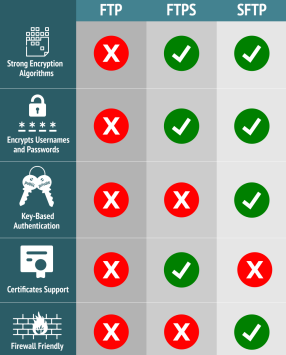 FTP FTPS SFTP
Strong Encryption
Algorithms
Encrypts Usernames
and Passwords
Key-Based
Authentication
Certificates Support
Firewall Friendly